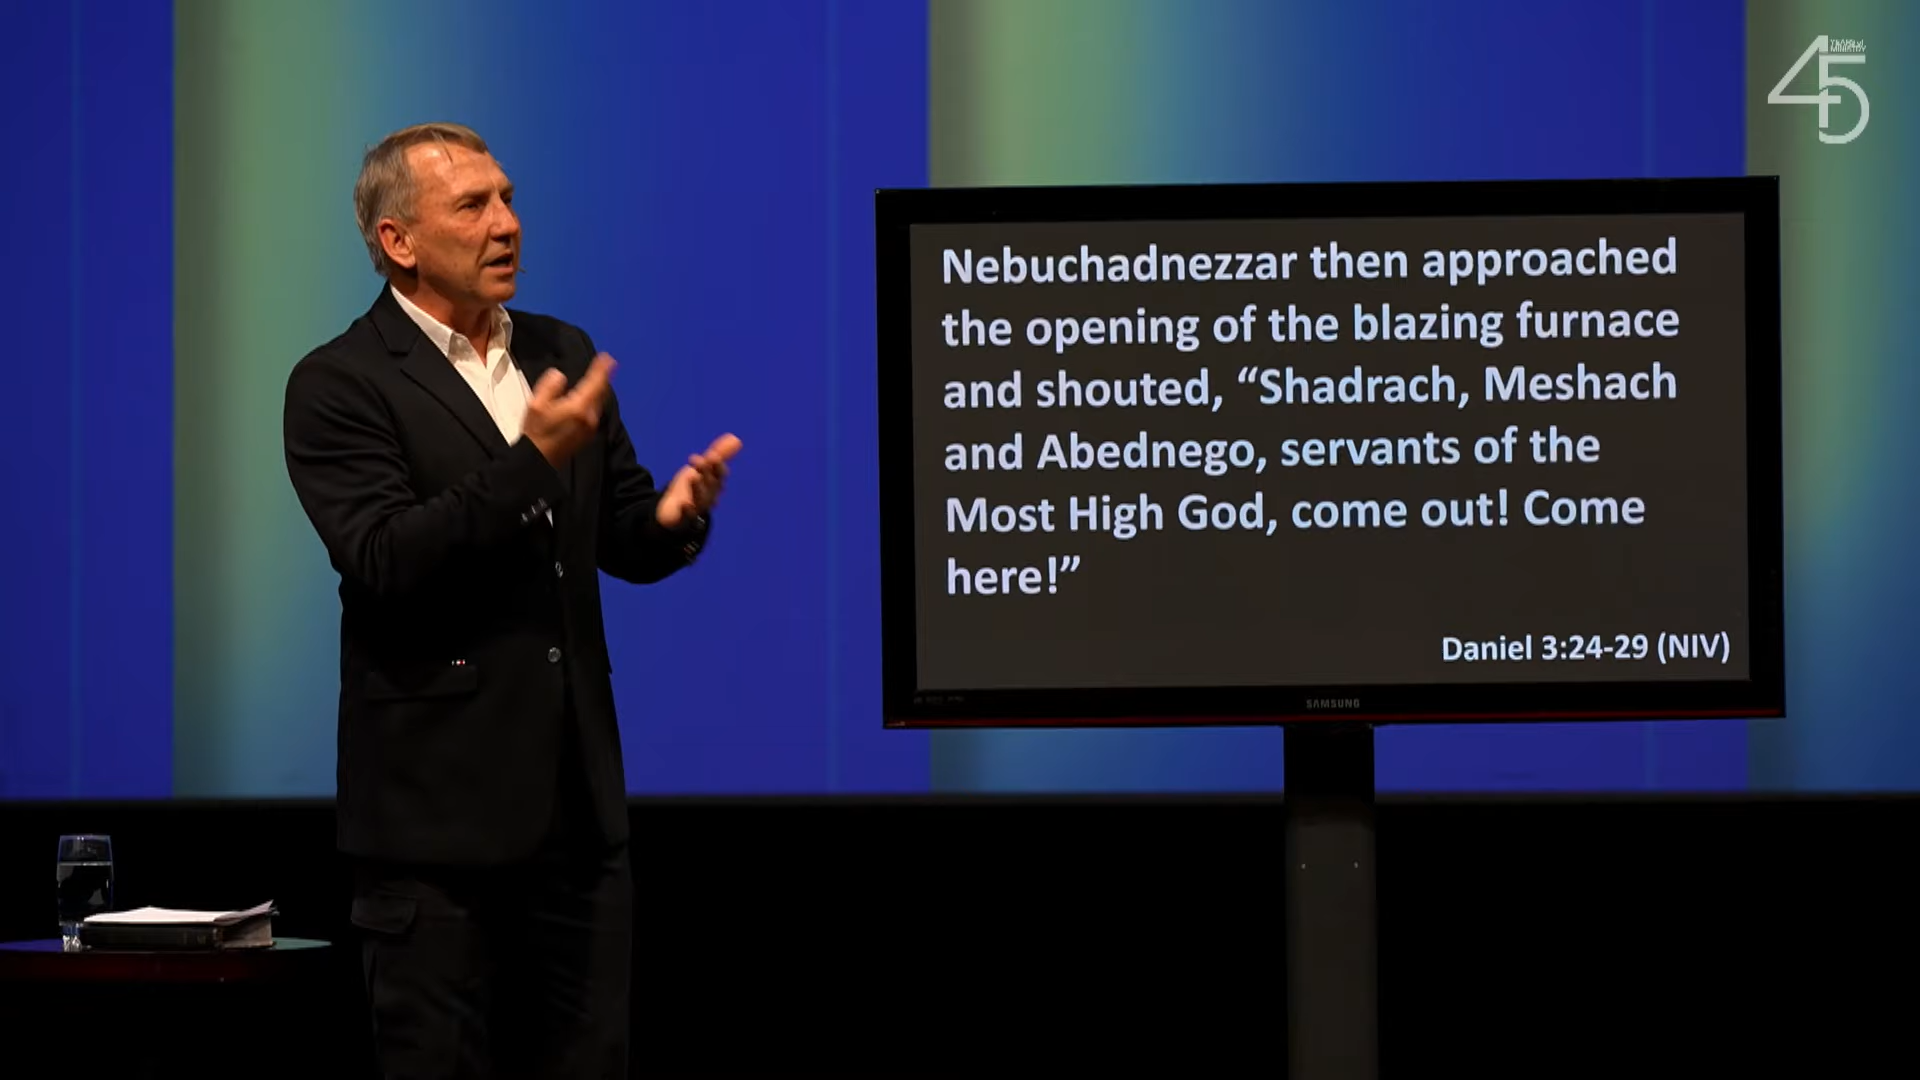 45
Nebuchadnezzar then approached
the opening of the blazing furnace
and shouted, “Shadrach, Meshach
and Abednego, servants of the
Most High God, come out! Come
here!”
Daniel 3:24-29 (NIV)
SAMSUNG